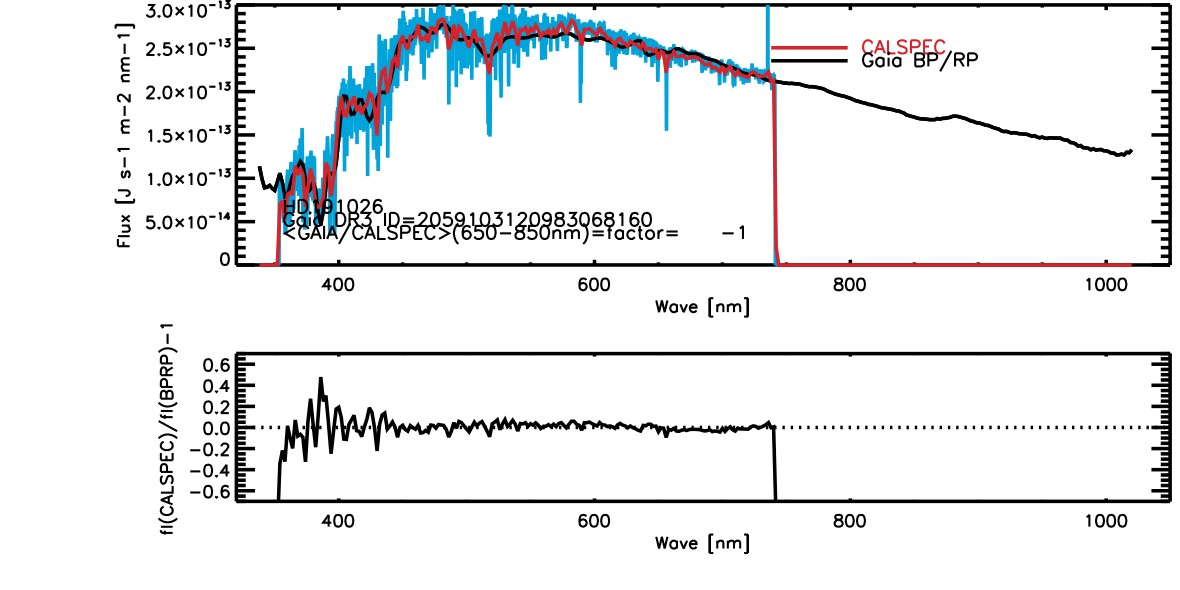 3.0×10−13
2.5×10−13
2.0×10−13
1.5×10−13
1.0×10−13
5.0×10−14
0
Flux [J s−1 m−2 nm−1]
CALSPEC
Gaia BP/RP
HD191026
Gaia DR3 ID=2059103120983068160
<GAIA/CALSPEC>(650−850nm)=factor= −1
400 600 800 1000
Wave [nm]
fl(CALSPEC)/fl(BPRP)−1
0.6
0.4
0.2
0.0
−0.2
−0.4
−0.6
400 600 800 1000
Wave [nm]